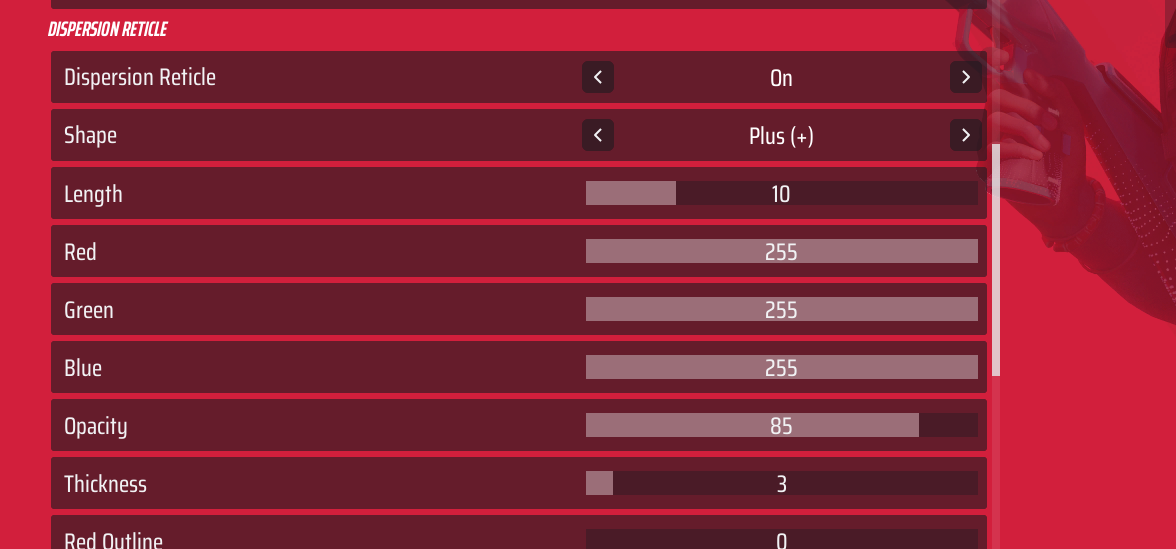 DISPERSION RETICLE
Dispersion Reticle On
Shape Plus (+)
Length 10
Red 255
Green 255
Blue 255
Opacity 85
Thickness 3
Red Outline 0